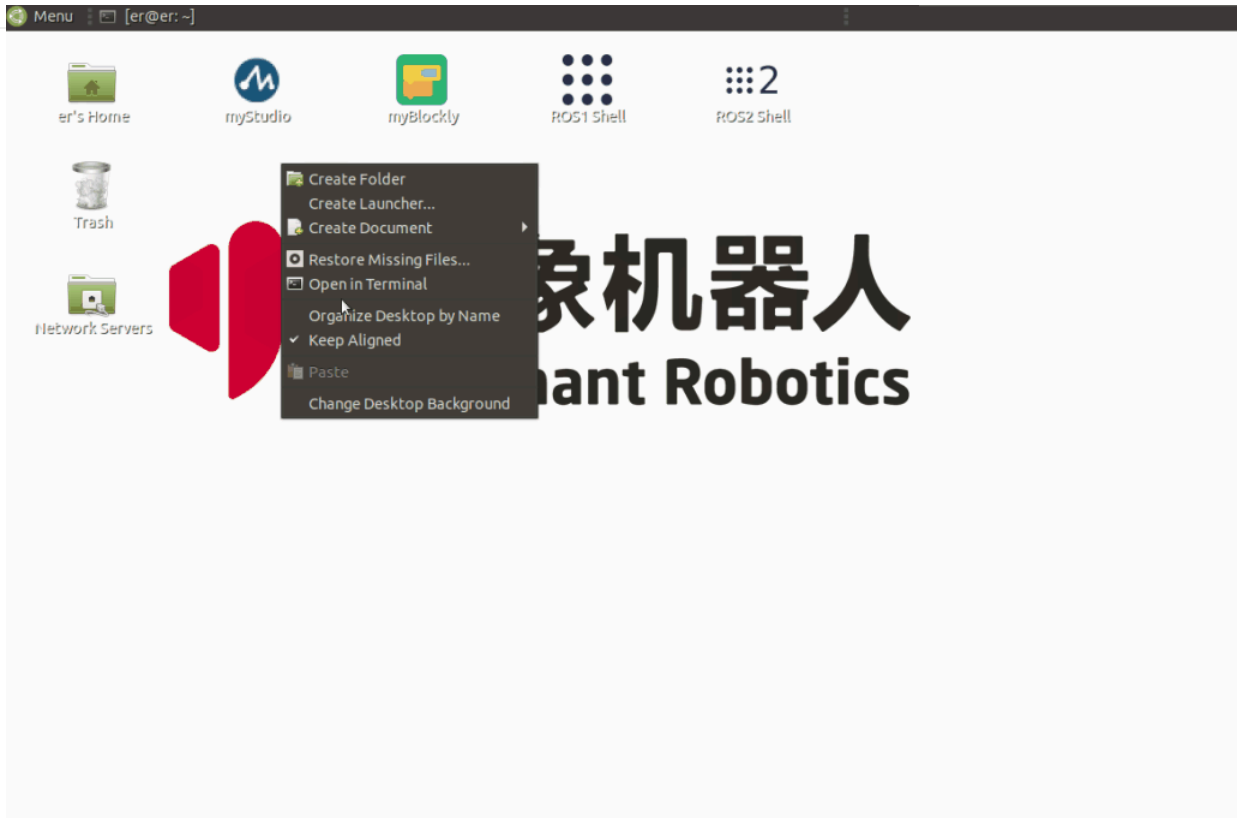 Menu
[er@er: ~]
er's Home
myStudio
myBlockly
ROS1 Shell
2
ROS2 Shell
Trash
Network Servers
Create Folder
Create Launcher...
Create Document
Restore Missing Files...
Open in Terminal
Organize Desktop by Name
Keep Aligned
Paste
Change Desktop Background
象机器人
nant Robotics